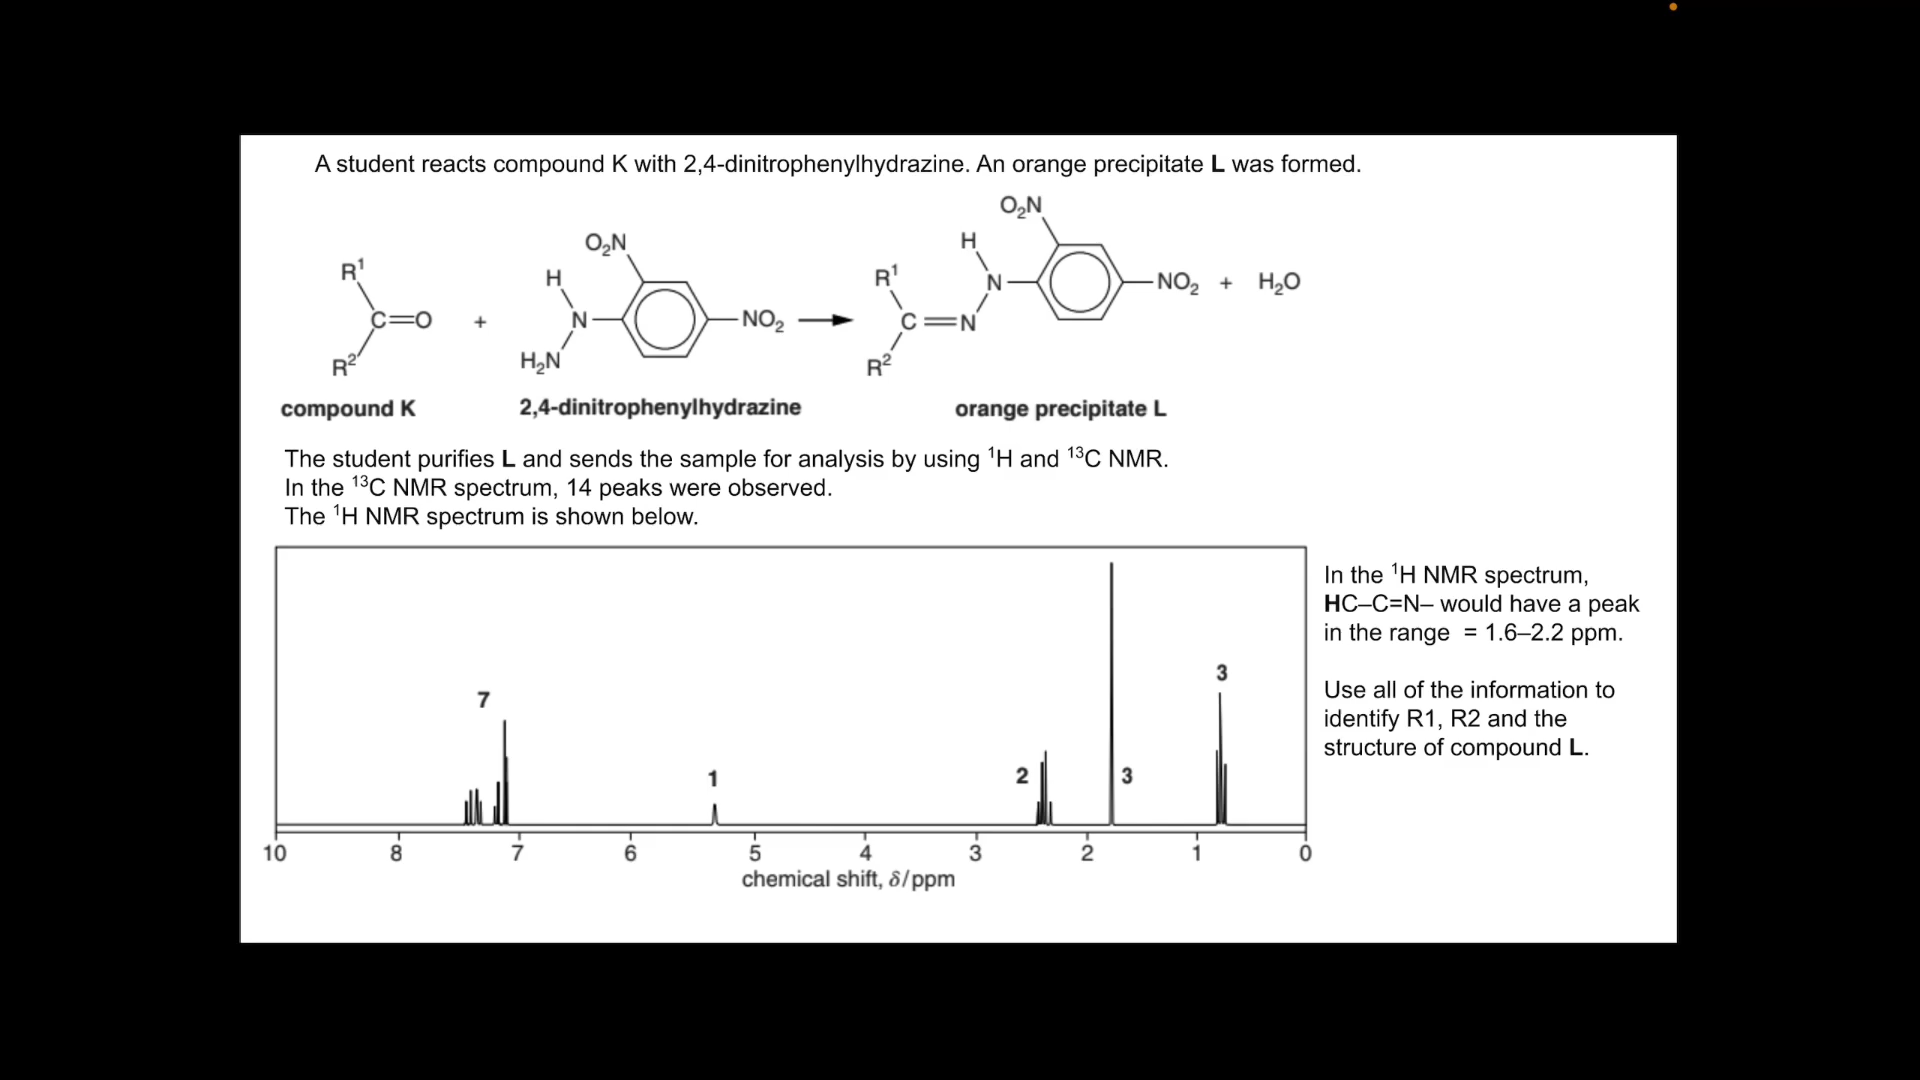 A student reacts compound K with 2,4-dinitrophenylhydrazine. An orange precipitate L was formed.
R¹
C=O
R²
compound K
+
O₂N
H
N
NO₂
H₂N
2,4-dinitrophenylhydrazine
O₂N
H
R¹
N
NO₂ + H₂O
C=N
R²
orange precipitate L
The student purifies L and sends the sample for analysis by using ¹H and ¹³C NMR.
In the ¹³C NMR spectrum, 14 peaks were observed.
The ¹H NMR spectrum is shown below.
7
1
2
3
3
10 8 7 6 5 4 3 2 1 0
chemical shift, δ/ppm
In the ¹H NMR spectrum,
HC–C=N– would have a peak
in the range = 1.6–2.2 ppm.
Use all of the information to
identify R1, R2 and the
structure of compound L.